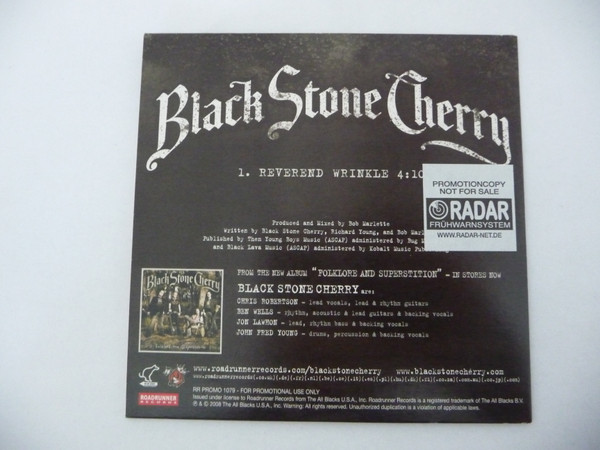 Black Stone Cherry
1. REVEREND WRINKLE 4:10
PROMOTIONCOPY
NOT FOR SALE
RADAR
FRÜHWARNSYSTEM
WWW.RADAR-NET.DE
Produced and Mixed by Bob Marlette
Written by Black Stone Cherry, Richard Young, and Bob
Published by Then Young Boys Music (ASCAP) administered by Bug
and Black Lava Music (ASCAP) administered by Kobalt Music
FROM THE NEW ALBUM "FOLKLORE AND SUPERSTITION" – IN STORES NOW
BLACK STONE CHERRY are:
CHRIS ROBERTSON – lead vocals, lead & rhythm guitars
BEN WELLS – rhythm, acoustic & lead guitars & backing vocals
JON LAWHON – lead, rhythm bass & backing vocals
JOHN FRED YOUNG – drums, percussion & backing vocals
Black Stone Cherry
www.roadrunnerrecords.com/blackstonecherry www.blackstonecherry.com
ROADRUNNER
RECORDS
RR PROMO 1079 - FOR PROMOTIONAL USE ONLY
Issued under license to Roadrunner Records from The All Blacks U.S.A., Inc. Roadrunner Records is a registered trademark of The All Blacks B.V.
℗ & © 2008 The All Blacks U.S.A., Inc. Warning: All rights reserved. Unauthorized duplication is a violation of applicable laws.